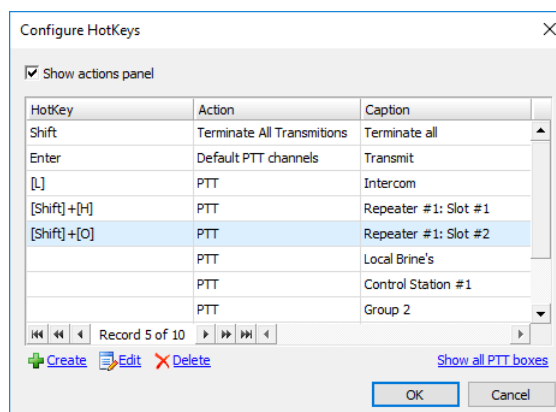 Configure HotKeys
Show actions panel
HotKey Action Caption
Shift Terminate All Transmitions Terminate all
Enter Default PTT channels Transmit
[L] PTT Intercom
[Shift]+[H] PTT Repeater #1: Slot #1
[Shift]+[O] PTT Repeater #1: Slot #2
PTT Local Brine's
PTT Control Station #1
PTT Group 2
Record 5 of 10
Create Edit Delete Show all PTT boxes
OK Cancel